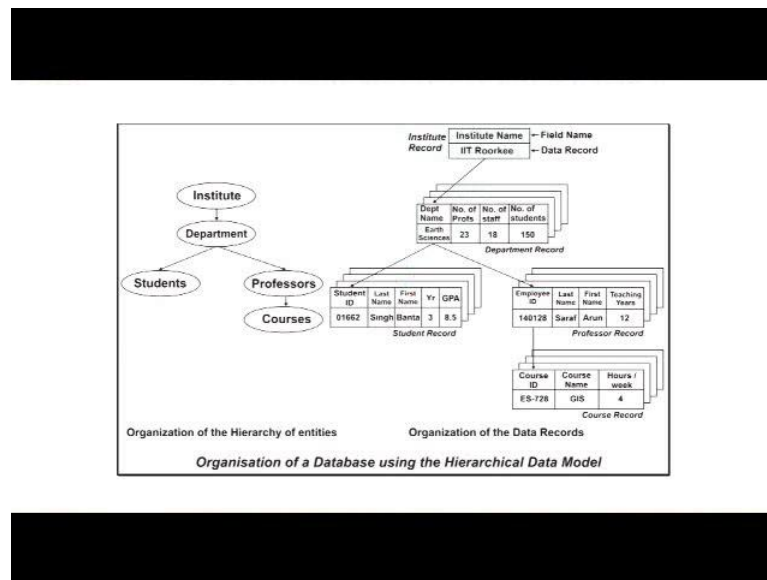 Institute
Department
Students
Professors
Courses
Organization of the Hierarchy of entities
Institute Record
Institute Name
Field Name
IIT Roorkee
Data Record
Dept Name No. of Profs No. of staff No. of students
Earth Sciences 23 18 150
Department Record
Student ID Last Name First Name Yr GPA
01662 Singh Banta 3 8.5
Student Record
Employee ID Last Name First Name Teaching Years
140128 Saraf Arun 12
Professor Record
Course ID Course Name Hours / week
ES-728 GIS 4
Course Record
Organization of the Data Records
Organisation of a Database using the Hierarchical Data Model